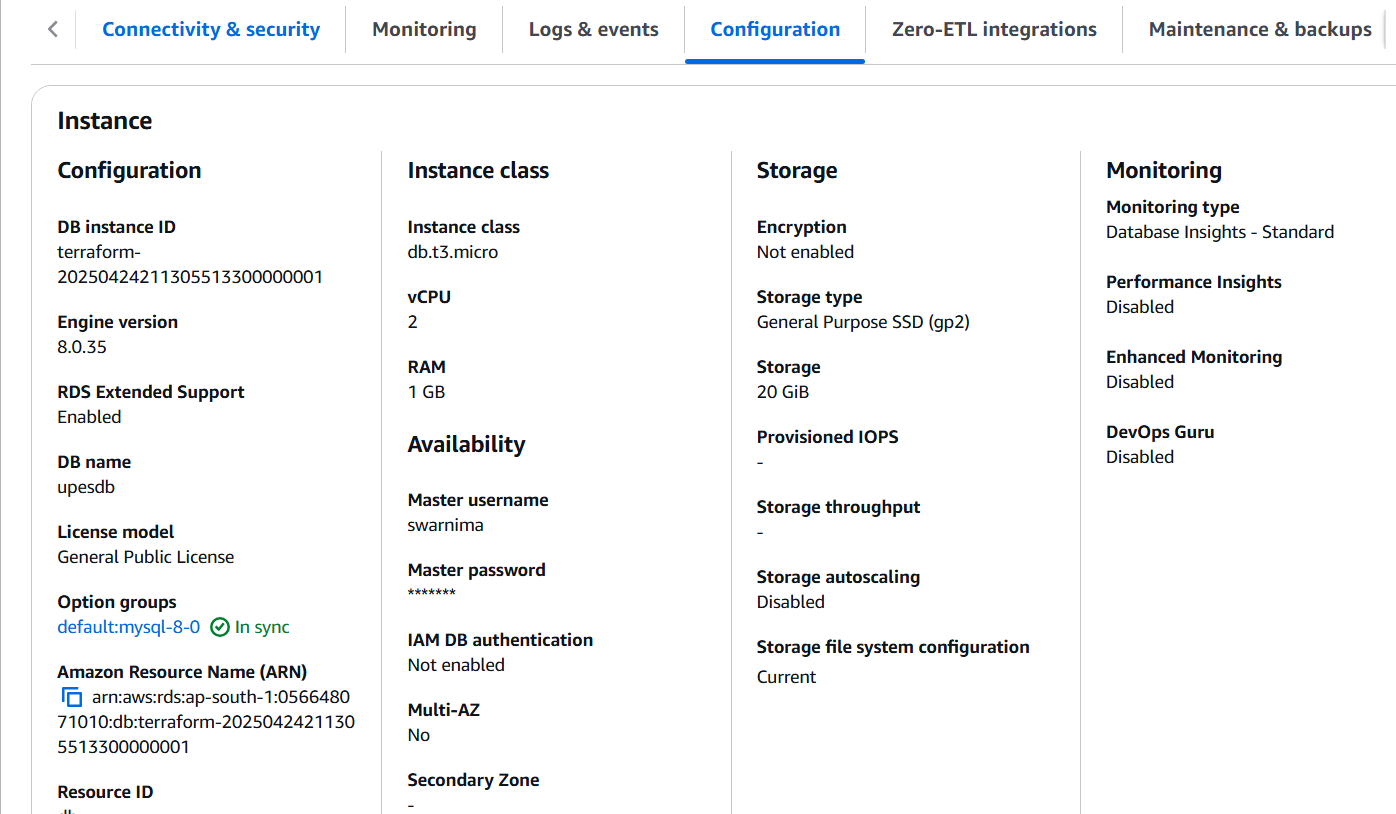 Connectivity & security
Monitoring
Logs & events
Configuration
Zero-ETL integrations
Maintenance & backups
Instance
Configuration
DB instance ID
terraform-
20250424211305513300000001
Engine version
8.0.35
RDS Extended Support
Enabled
DB name
upesdb
License model
General Public License
Option groups
default:mysql-8-0 In sync
Amazon Resource Name (ARN)
arn:aws:rds:ap-south-1:0566480
71010:db:terraform-2025042421130
5513300000001
Resource ID
Instance class
Instance class
db.t3.micro
vCPU
2
RAM
1 GB
Availability
Master username
swarnima
Master password
*******
IAM DB authentication
Not enabled
Multi-AZ
No
Secondary Zone
-
Storage
Encryption
Not enabled
Storage type
General Purpose SSD (gp2)
Storage
20 GiB
Provisioned IOPS
-
Storage throughput
-
Storage autoscaling
Disabled
Storage file system configuration
Current
Monitoring
Monitoring type
Database Insights - Standard
Performance Insights
Disabled
Enhanced Monitoring
Disabled
DevOps Guru
Disabled